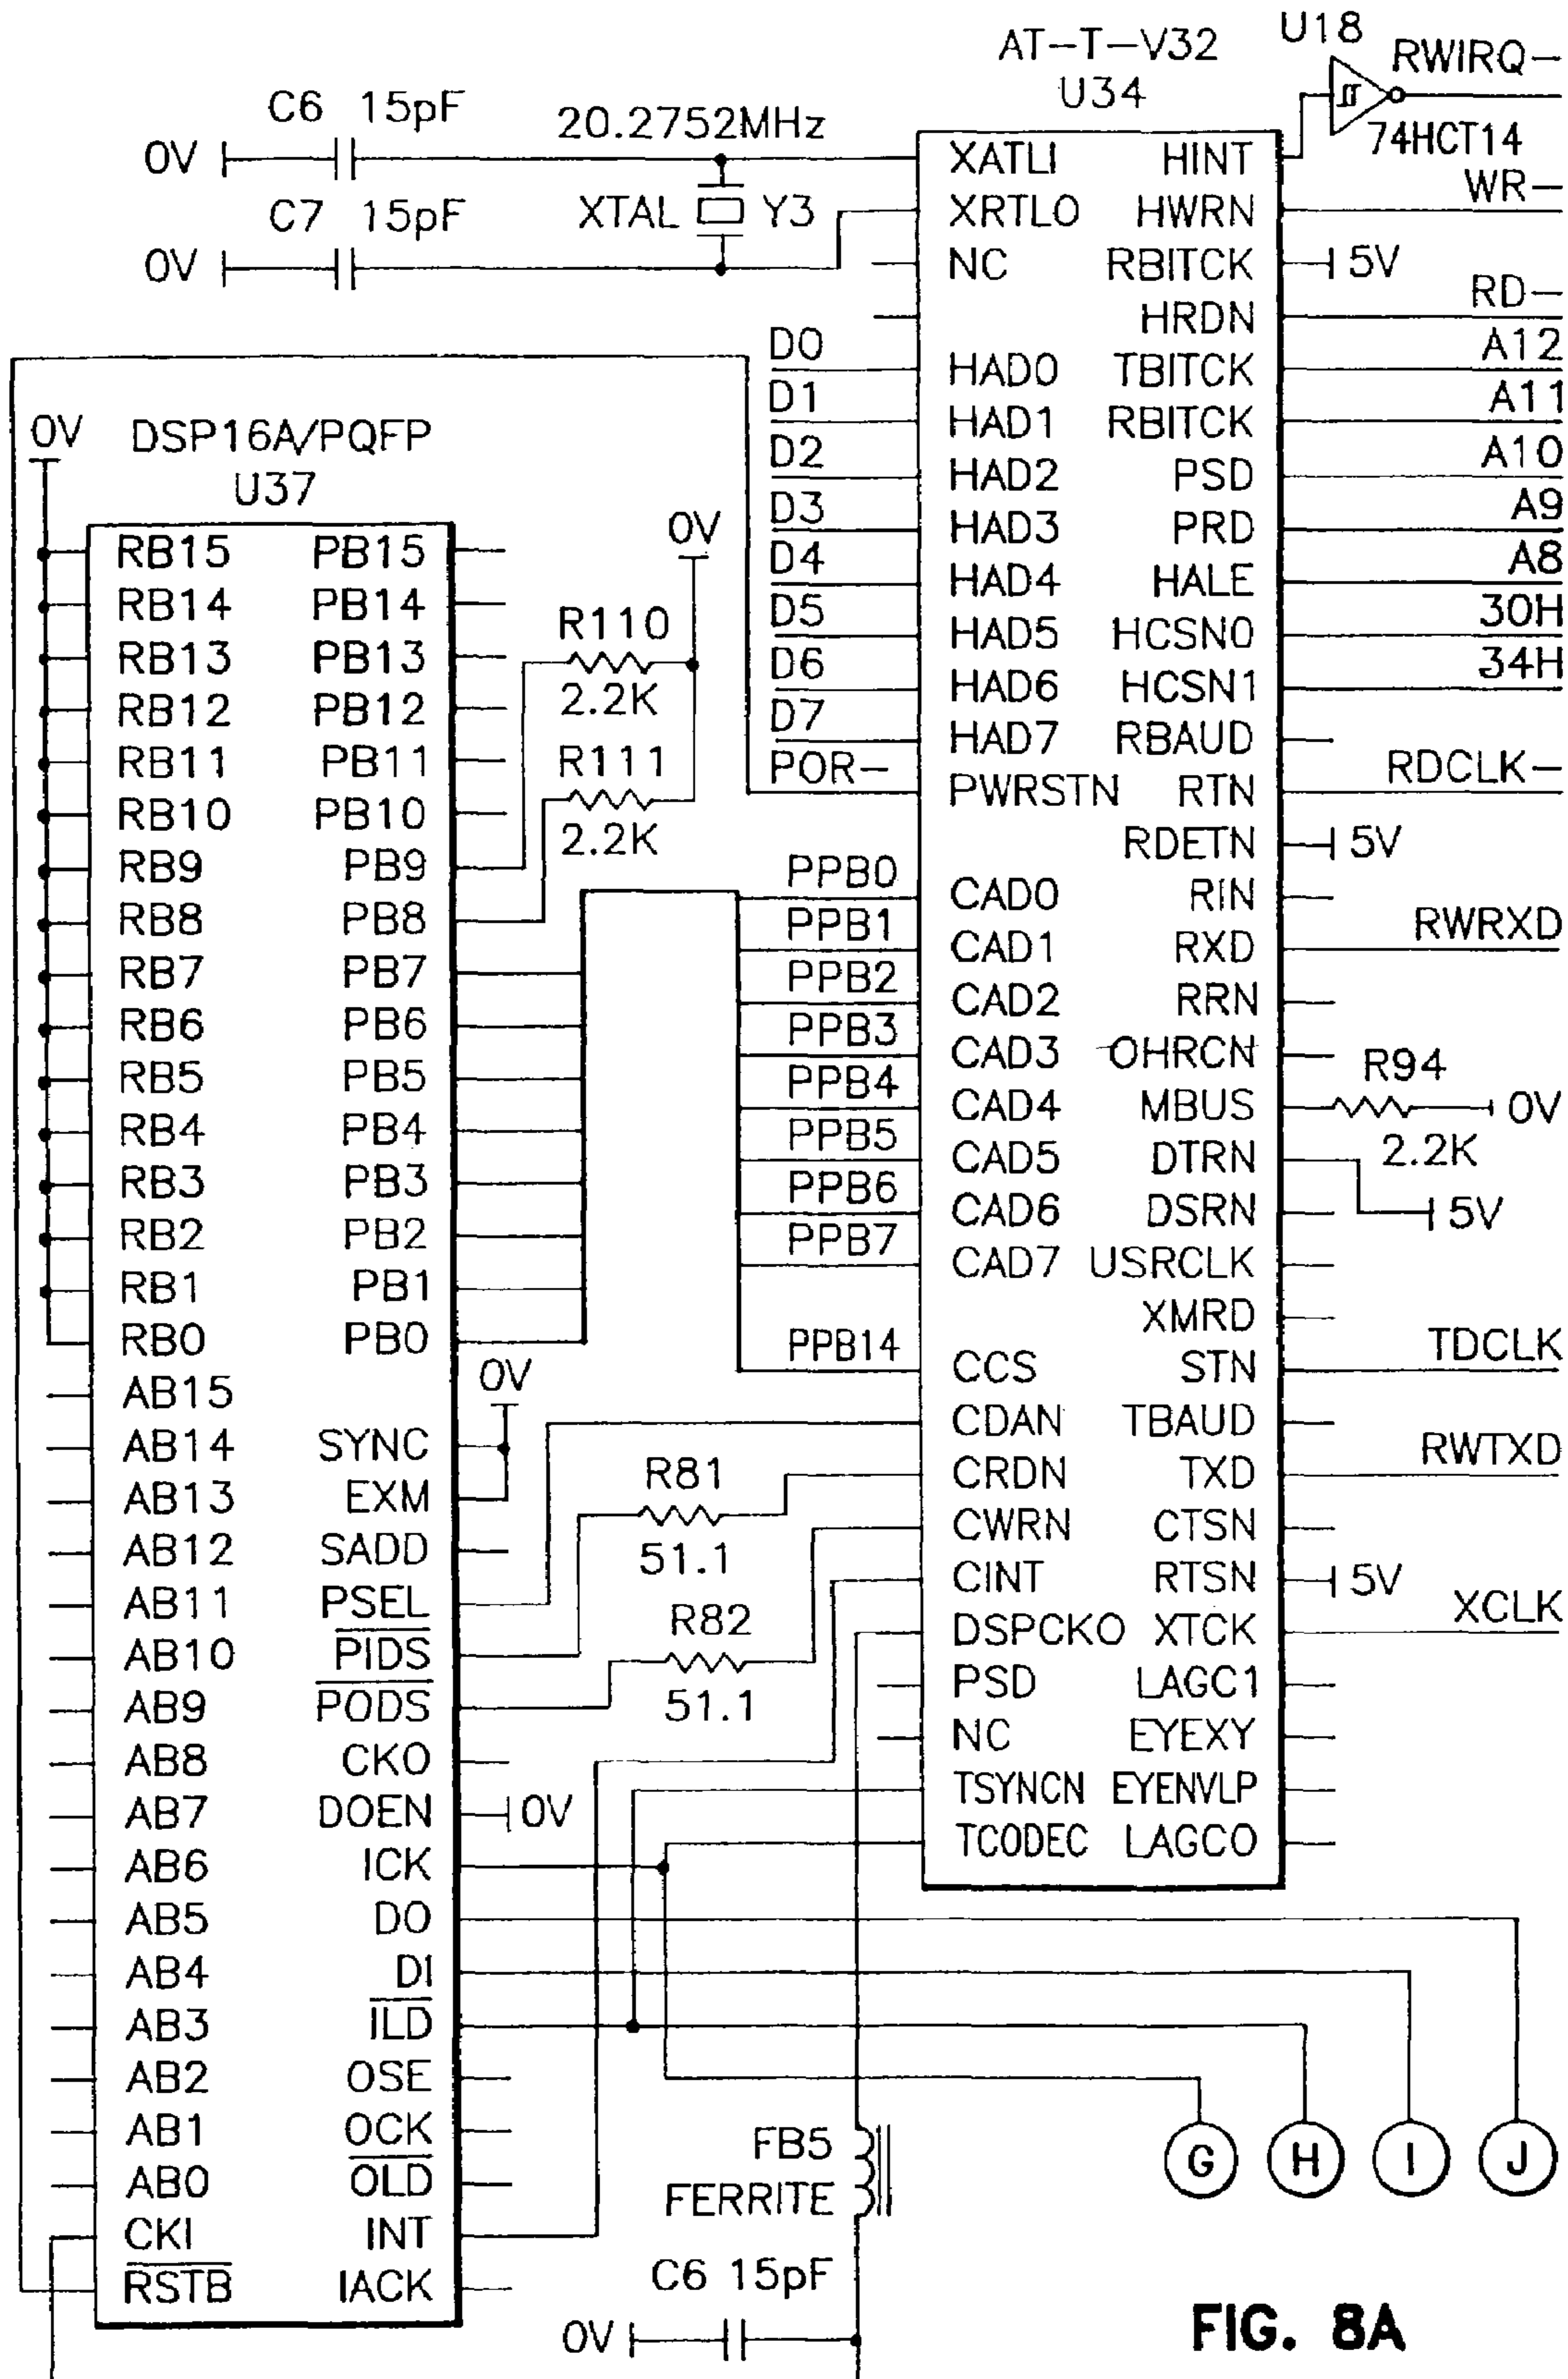 AT-T-V32
U34
U18
RWIRQ-
74HCT14
C6 15pF
20.2752MHz
0V
C7 15pF
XTAL
Y3
0V
XATLI HINT
WR-
XRTLO HWRN
NC RBITCK
5V
RD-
HRDN
D0
A12
HAD0 TBITCK
D1
A11
HAD1 RBITCK
D2
A10
HAD2 PSD
D3
A9
HAD3 PRD
D4
A8
HAD4 HALE
D5
30H
HAD5 HCSN0
D6
34H
HAD6 HCSN1
D7
HAD7 RBAUD
POR-
RDCLK-
PWRSTN RTN
RDETN
5V
PPB0
CAD0 RIN
PPB1
RWRXD
CAD1 RXD
PPB2
CAD2 RRN
PPB3
CAD3 OHRCN
PPB4
R94
CAD4 MBUS
0V
2.2K
PPB5
CAD5 DTRN
PPB6
CAD6 DSRN
5V
PPB7
CAD7 USRCLK
XMRD
PPB14
TDCLK
CCS STN
CDAN TBAUD
RWTXD
CRDN TXD
CWRN CTSN
CINT RTSN
5V
XCLK
DSPCKO XTCK
PSD LAGC1
NC EYEXY
TSYNCN EYENVLP
TCODEC LAGCO
0V
DSP16A/PQFP
U37
0V
RB15 PB15
RB14 PB14
R110
2.2K
RB13 PB13
RB12 PB12
RB11 PB11
R111
2.2K
RB10 PB10
RB9 PB9
RB8 PB8
RB7 PB7
RB6 PB6
RB5 PB5
RB4 PB4
RB3 PB3
RB2 PB2
RB1 PB1
RB0 PB0
AB15
0V
AB14 SYNC
AB13 EXM
R81
51.1
AB12 SADD
AB11 PSEL
R82
51.1
AB10 PIDS
AB9 PODS
AB8 CKO
AB7 DOEN
0V
AB6 ICK
AB5 DO
AB4 DI
AB3 ILD
AB2 OSE
AB1 OCK
AB0 OLD
CKI INT
RSTB IACK
FB5
FERRITE
C6 15pF
0V
G H I J
FIG. 8A